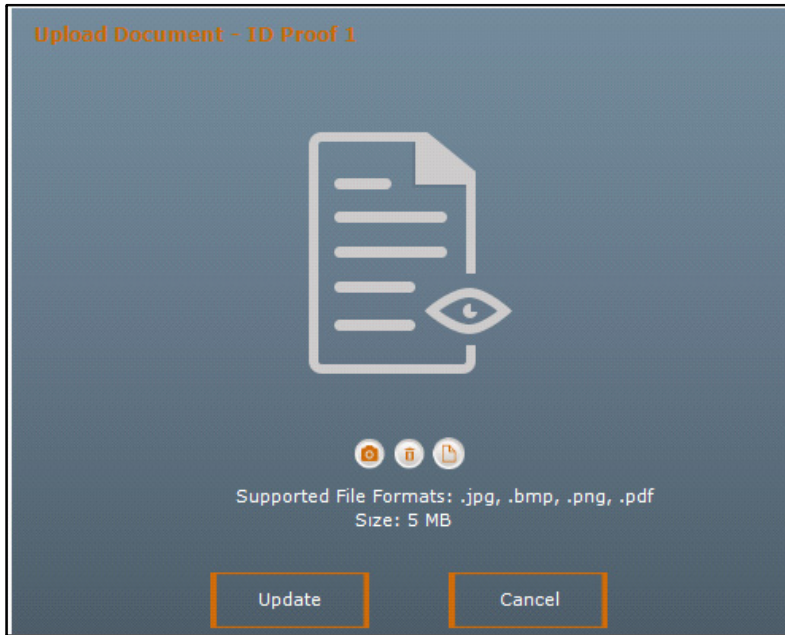 Upload Document - ID Proof 1
Supported File Formats: .jpg, .bmp, .png, .pdf
Size: 5 MB
Update
Cancel